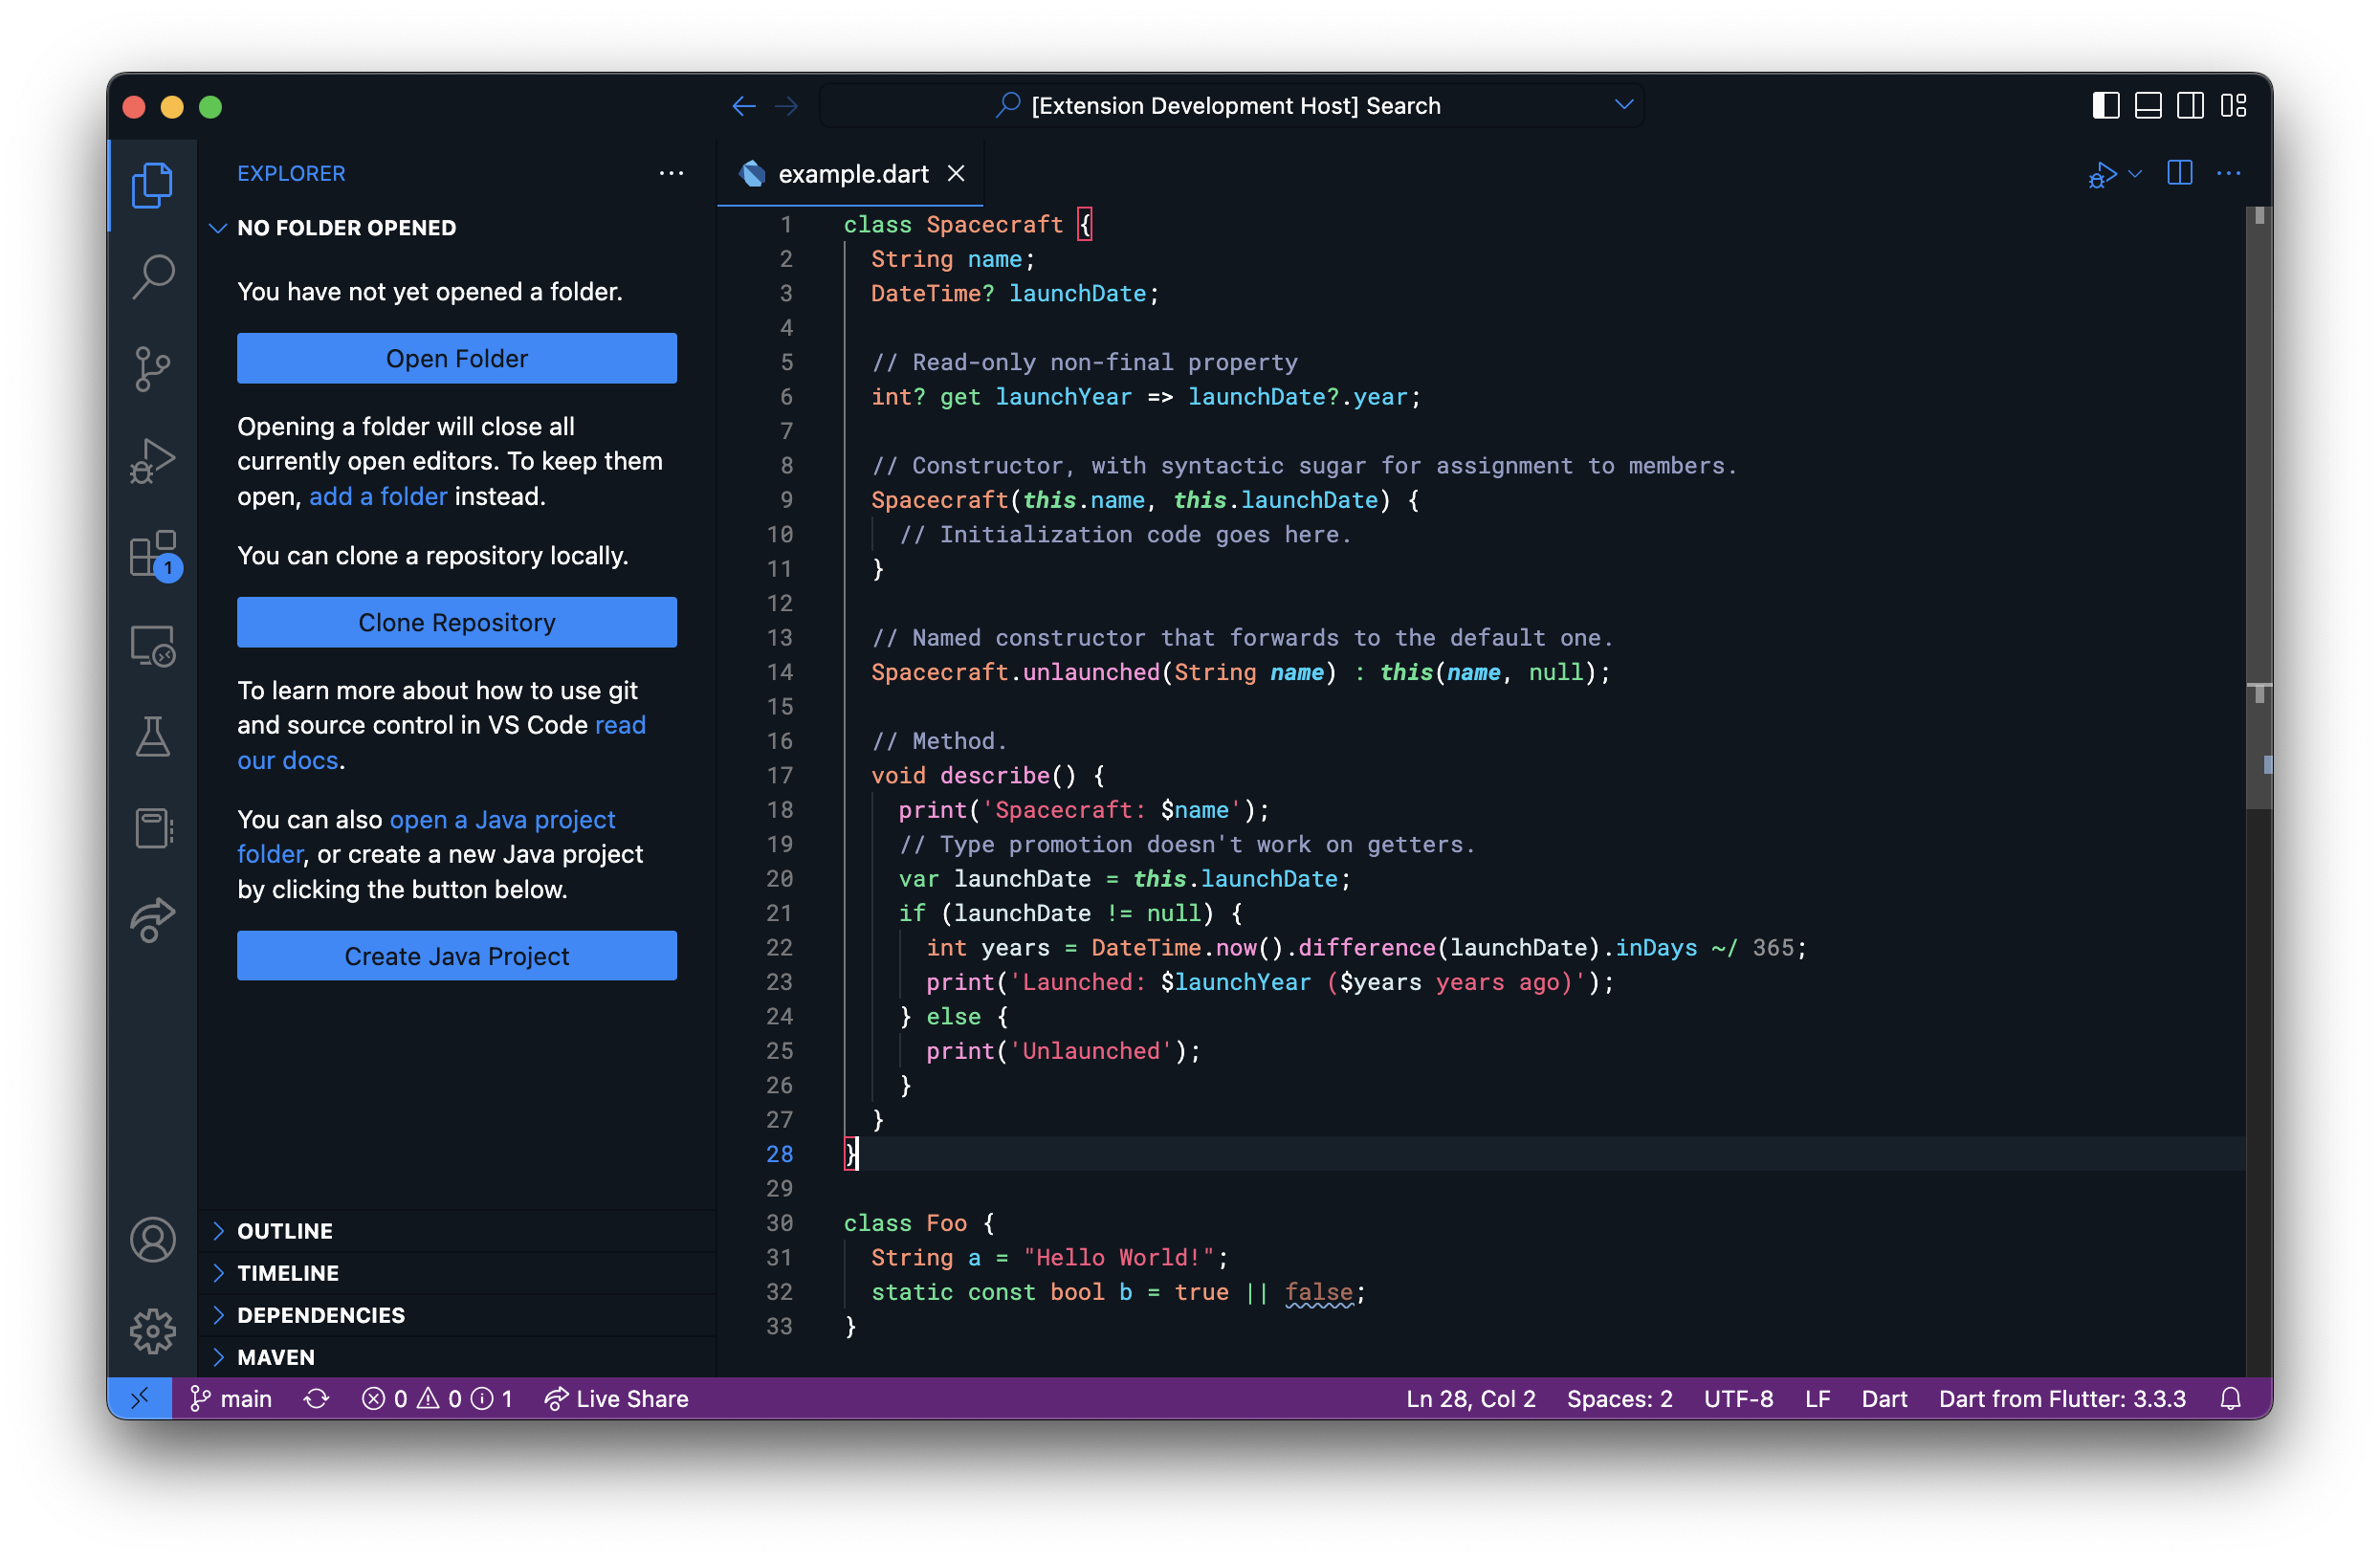 [Extension Development Host] Search
EXPLORER
NO FOLDER OPENED
You have not yet opened a folder.
Open Folder
Opening a folder will close all
currently open editors. To keep them
open, add a folder instead.
You can clone a repository locally.
Clone Repository
To learn more about how to use git
and source control in VS Code read
our docs.
You can also open a Java project
folder, or create a new Java project
by clicking the button below.
Create Java Project
OUTLINE
TIMELINE
DEPENDENCIES
MAVEN
1
example.dart
1 class Spacecraft {
2   String name;
3   DateTime? launchDate;
4
5   // Read-only non-final property
6   int? get launchYear => launchDate?.year;
7
8   // Constructor, with syntactic sugar for assignment to members.
9   Spacecraft(this.name, this.launchDate) {
10     // Initialization code goes here.
11   }
12
13   // Named constructor that forwards to the default one.
14   Spacecraft.unlaunched(String name) : this(name, null);
15
16   // Method.
17   void describe() {
18     print('Spacecraft: $name');
19     // Type promotion doesn't work on getters.
20     var launchDate = this.launchDate;
21     if (launchDate != null) {
22       int years = DateTime.now().difference(launchDate).inDays ~/ 365;
23       print('Launched: $launchYear ($years years ago)');
24     } else {
25       print('Unlaunched');
26     }
27   }
28 }
29
30 class Foo {
31   String a = "Hello World!";
32   static const bool b = true || false;
33 }
main 0 0 1 Live Share Ln 28, Col 2 Spaces: 2 UTF-8 LF Dart Dart from Flutter: 3.3.3